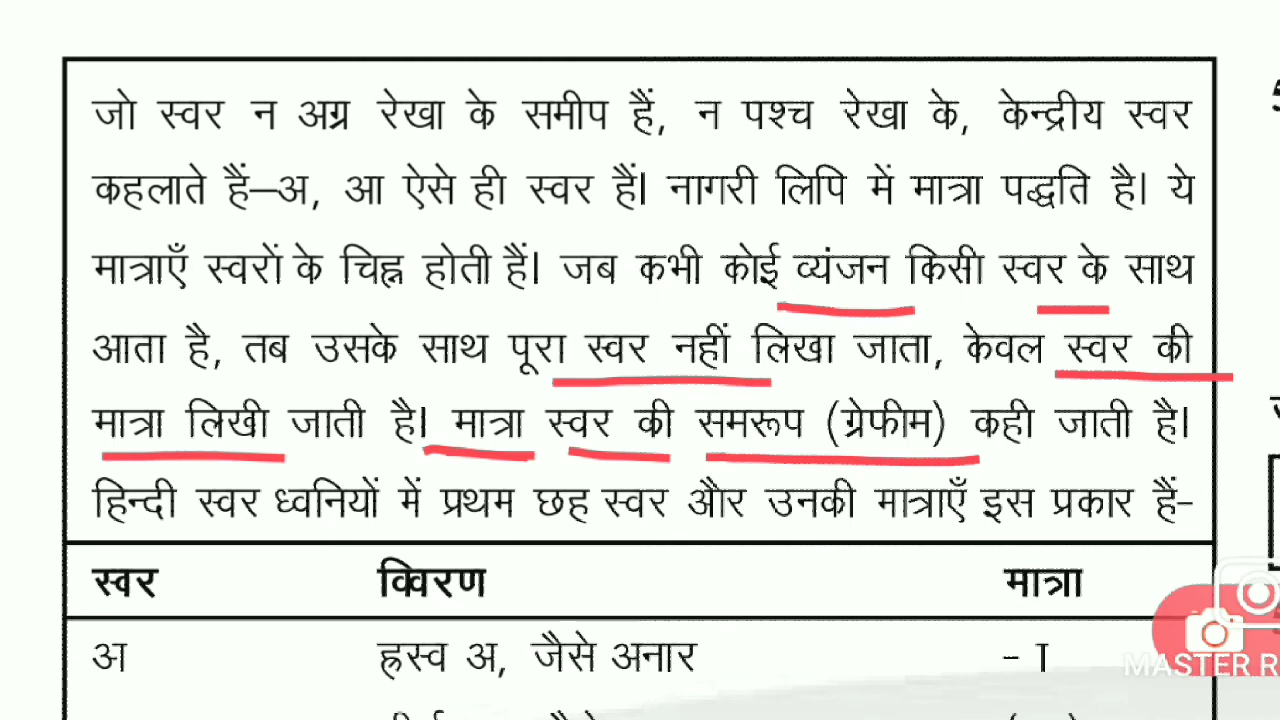 जो स्वर न अग्र रेखा के समीप हैं, न पश्च रेखा के, केन्द्रीय स्वर
कहलाते हैं–अ, आ ऐसे ही स्वर हैं। नागरी लिपि में मात्रा पद्धति है। ये
मात्राएँ स्वरों के चिह्न होती हैं। जब कभी कोई व्यंजन किसी स्वर के साथ
आता है, तब उसके साथ पूरा स्वर नहीं लिखा जाता, केवल स्वर की
मात्रा लिखी जाती है। मात्रा स्वर की समरूप (ग्रेफीम) कही जाती है।
हिन्दी स्वर ध्वनियों में प्रथम छह स्वर और उनकी मात्राएँ इस प्रकार हैं-
स्वर विवरण मात्रा
अ ह्रस्व अ, जैसे अनार - ा
MASTER R